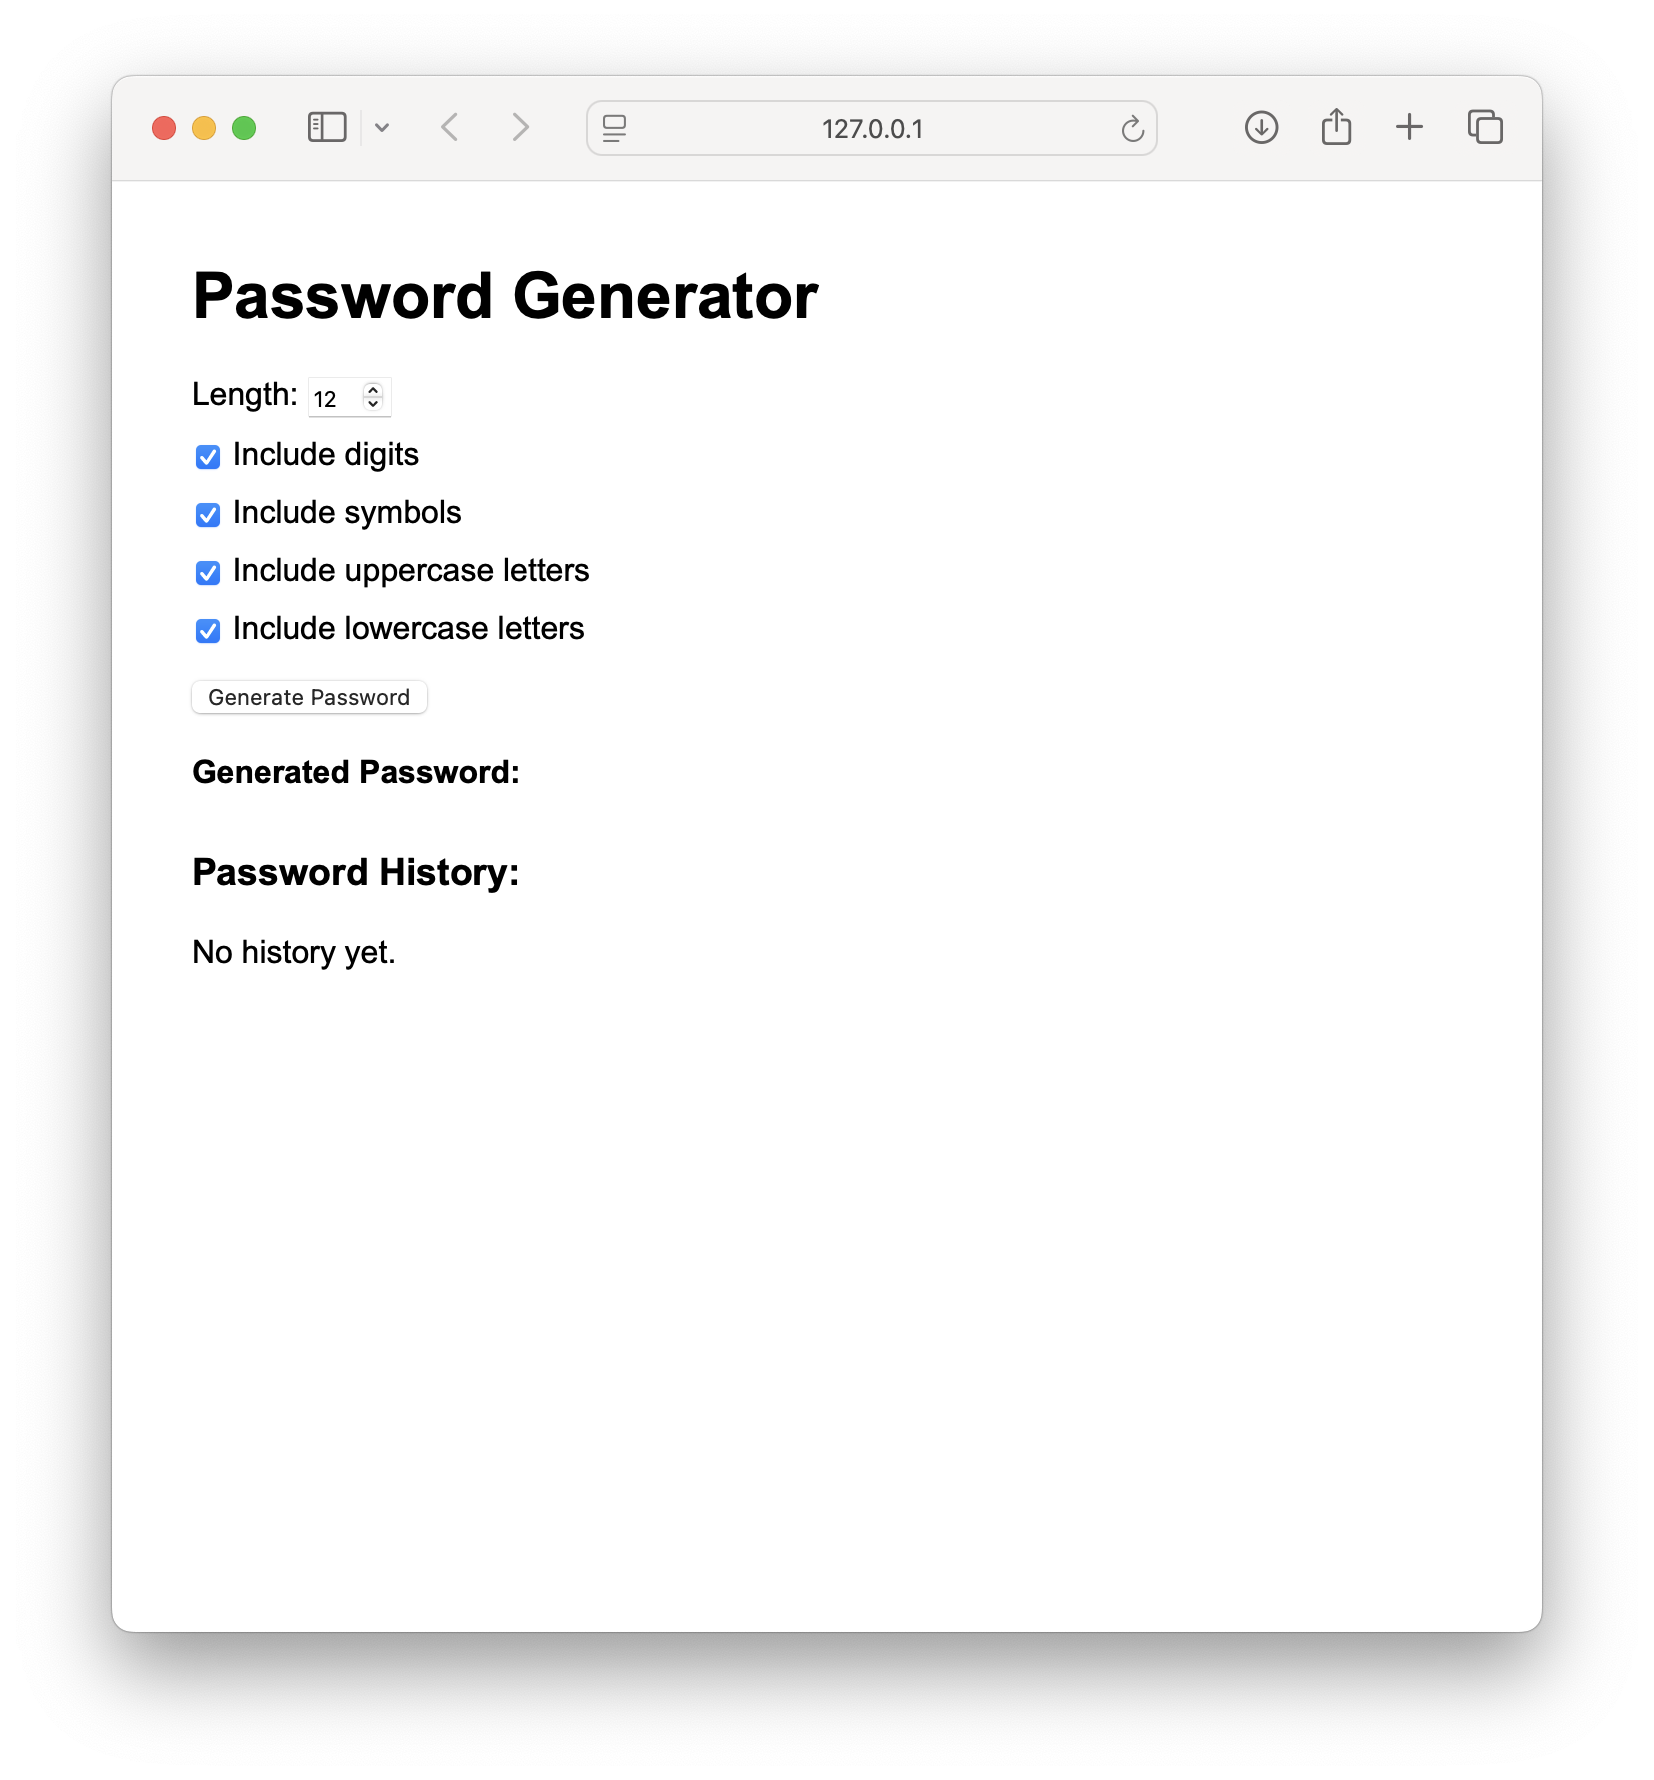 127.0.0.1
Password Generator
Length: 12
Include digits
Include symbols
Include uppercase letters
Include lowercase letters
Generate Password
Generated Password:
Password History:
No history yet.